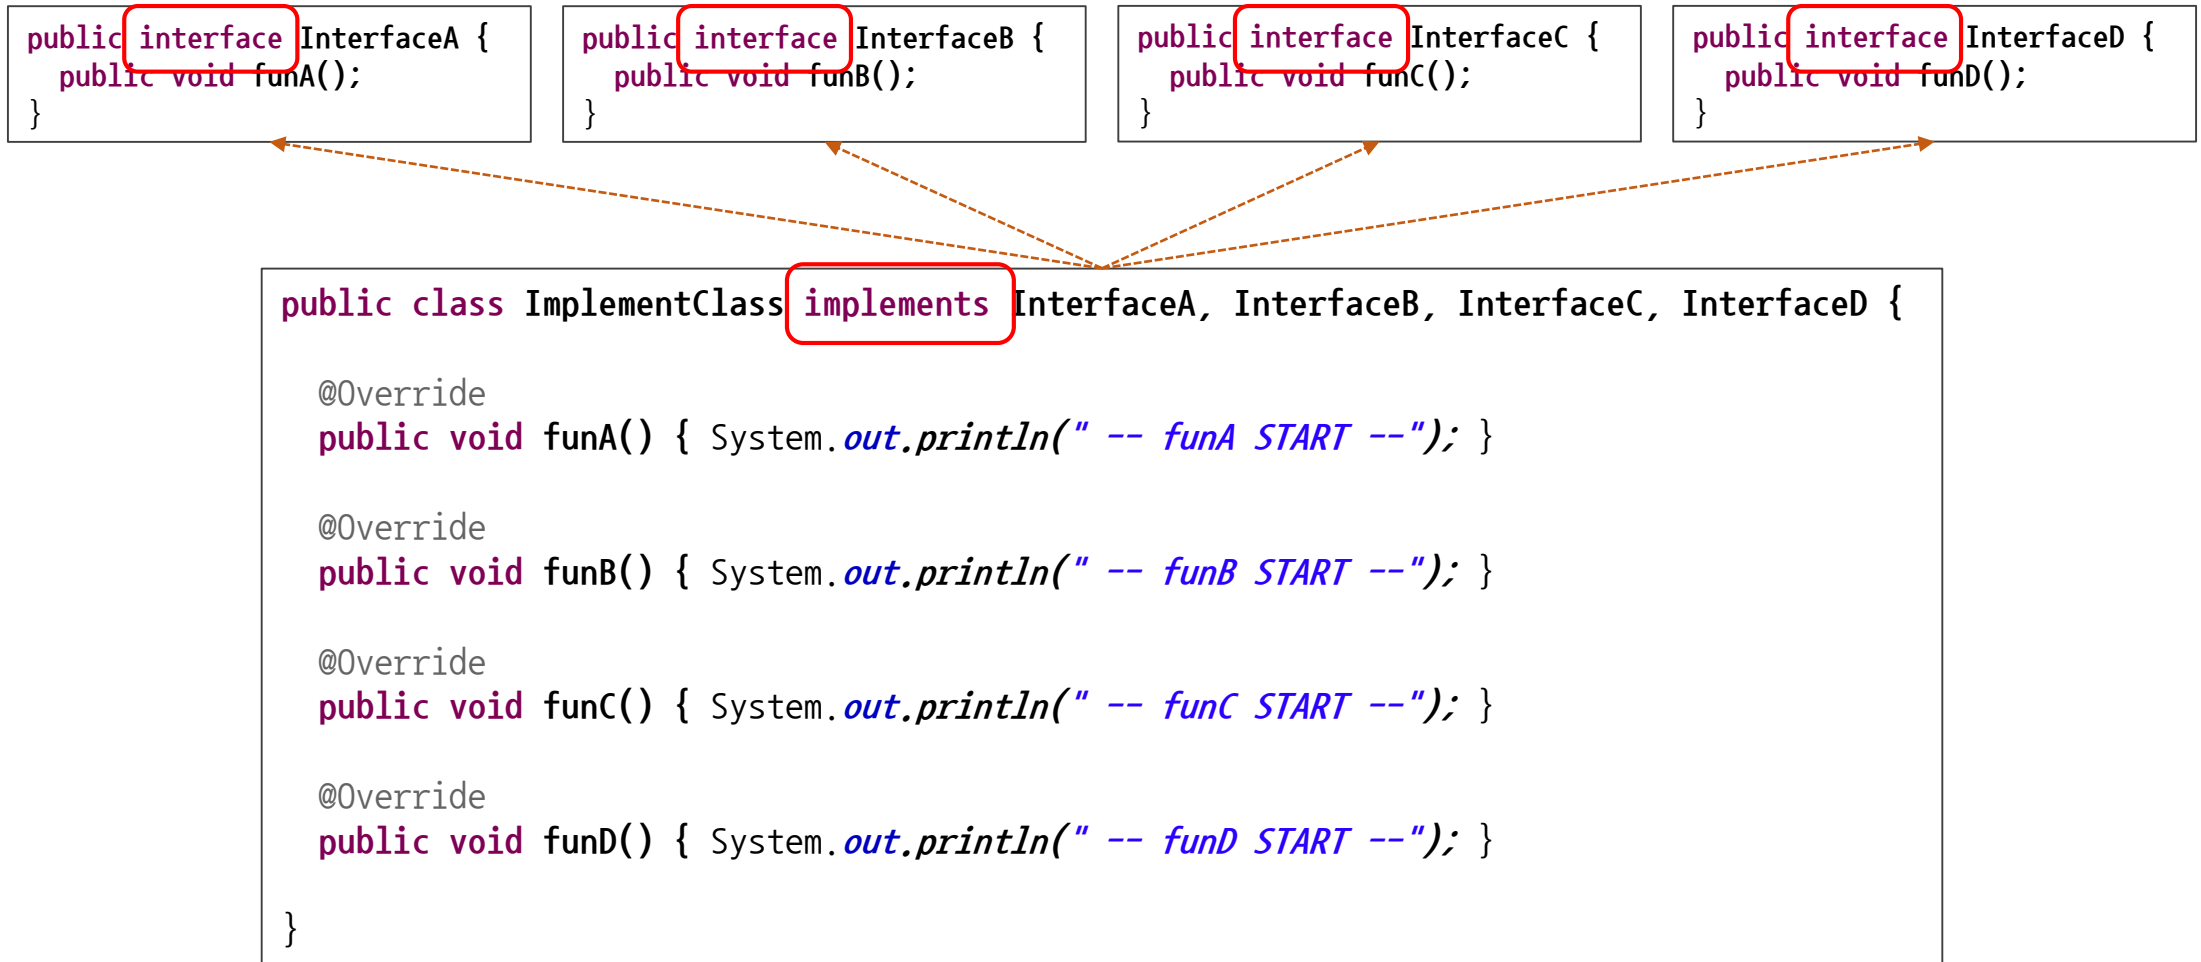 public interface InterfaceA {
public void funA();
}
public interface InterfaceB {
public void funB();
}
public interface InterfaceC {
public void funC();
}
public interface InterfaceD {
public void funD();
}
public class ImplementClass implements InterfaceA, InterfaceB, InterfaceC, InterfaceD {
@Override
public void funA() { System.out.println(" -- funA START --"); }
@Override
public void funB() { System.out.println(" -- funB START --"); }
@Override
public void funC() { System.out.println(" -- funC START --"); }
@Override
public void funD() { System.out.println(" -- funD START --"); }
}